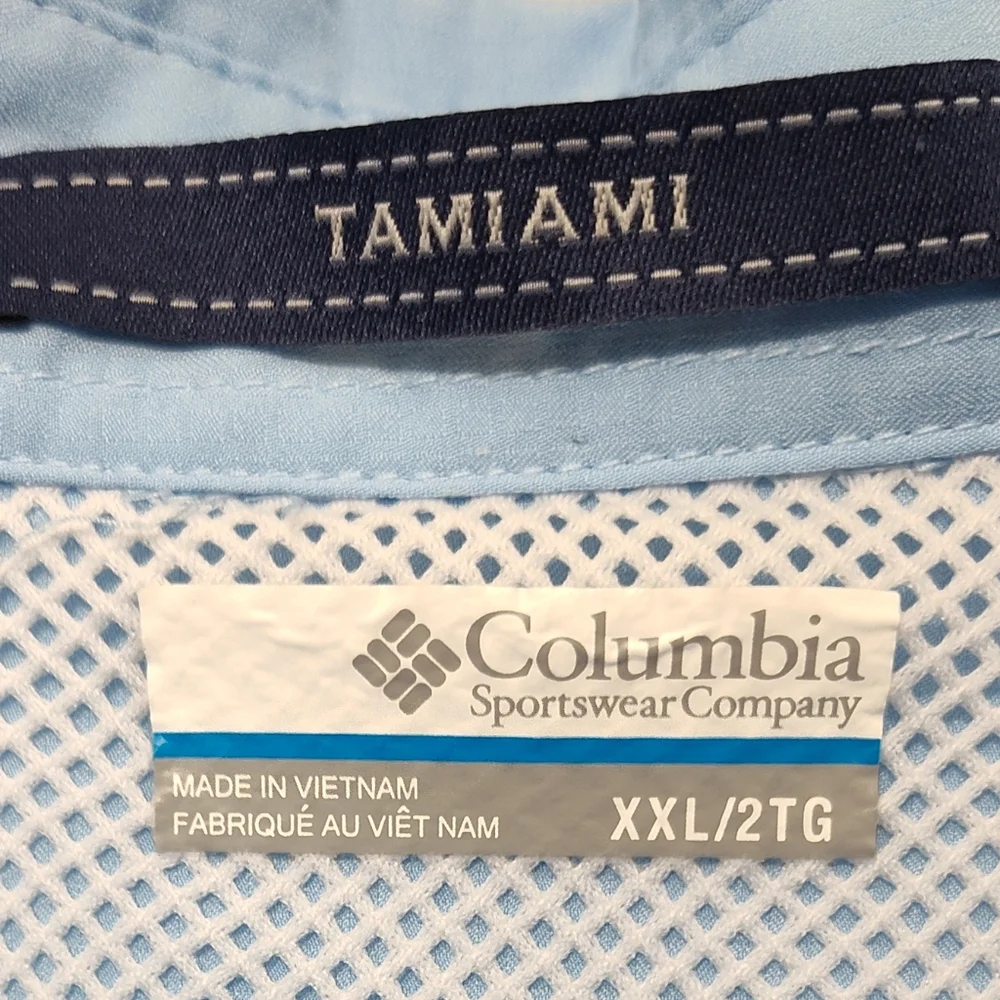 TAMIAMI
Columbia
Sportswear Company
MADE IN VIETNAM
FABRIQUÉ AU VIÊT NAM
XXL/2TG